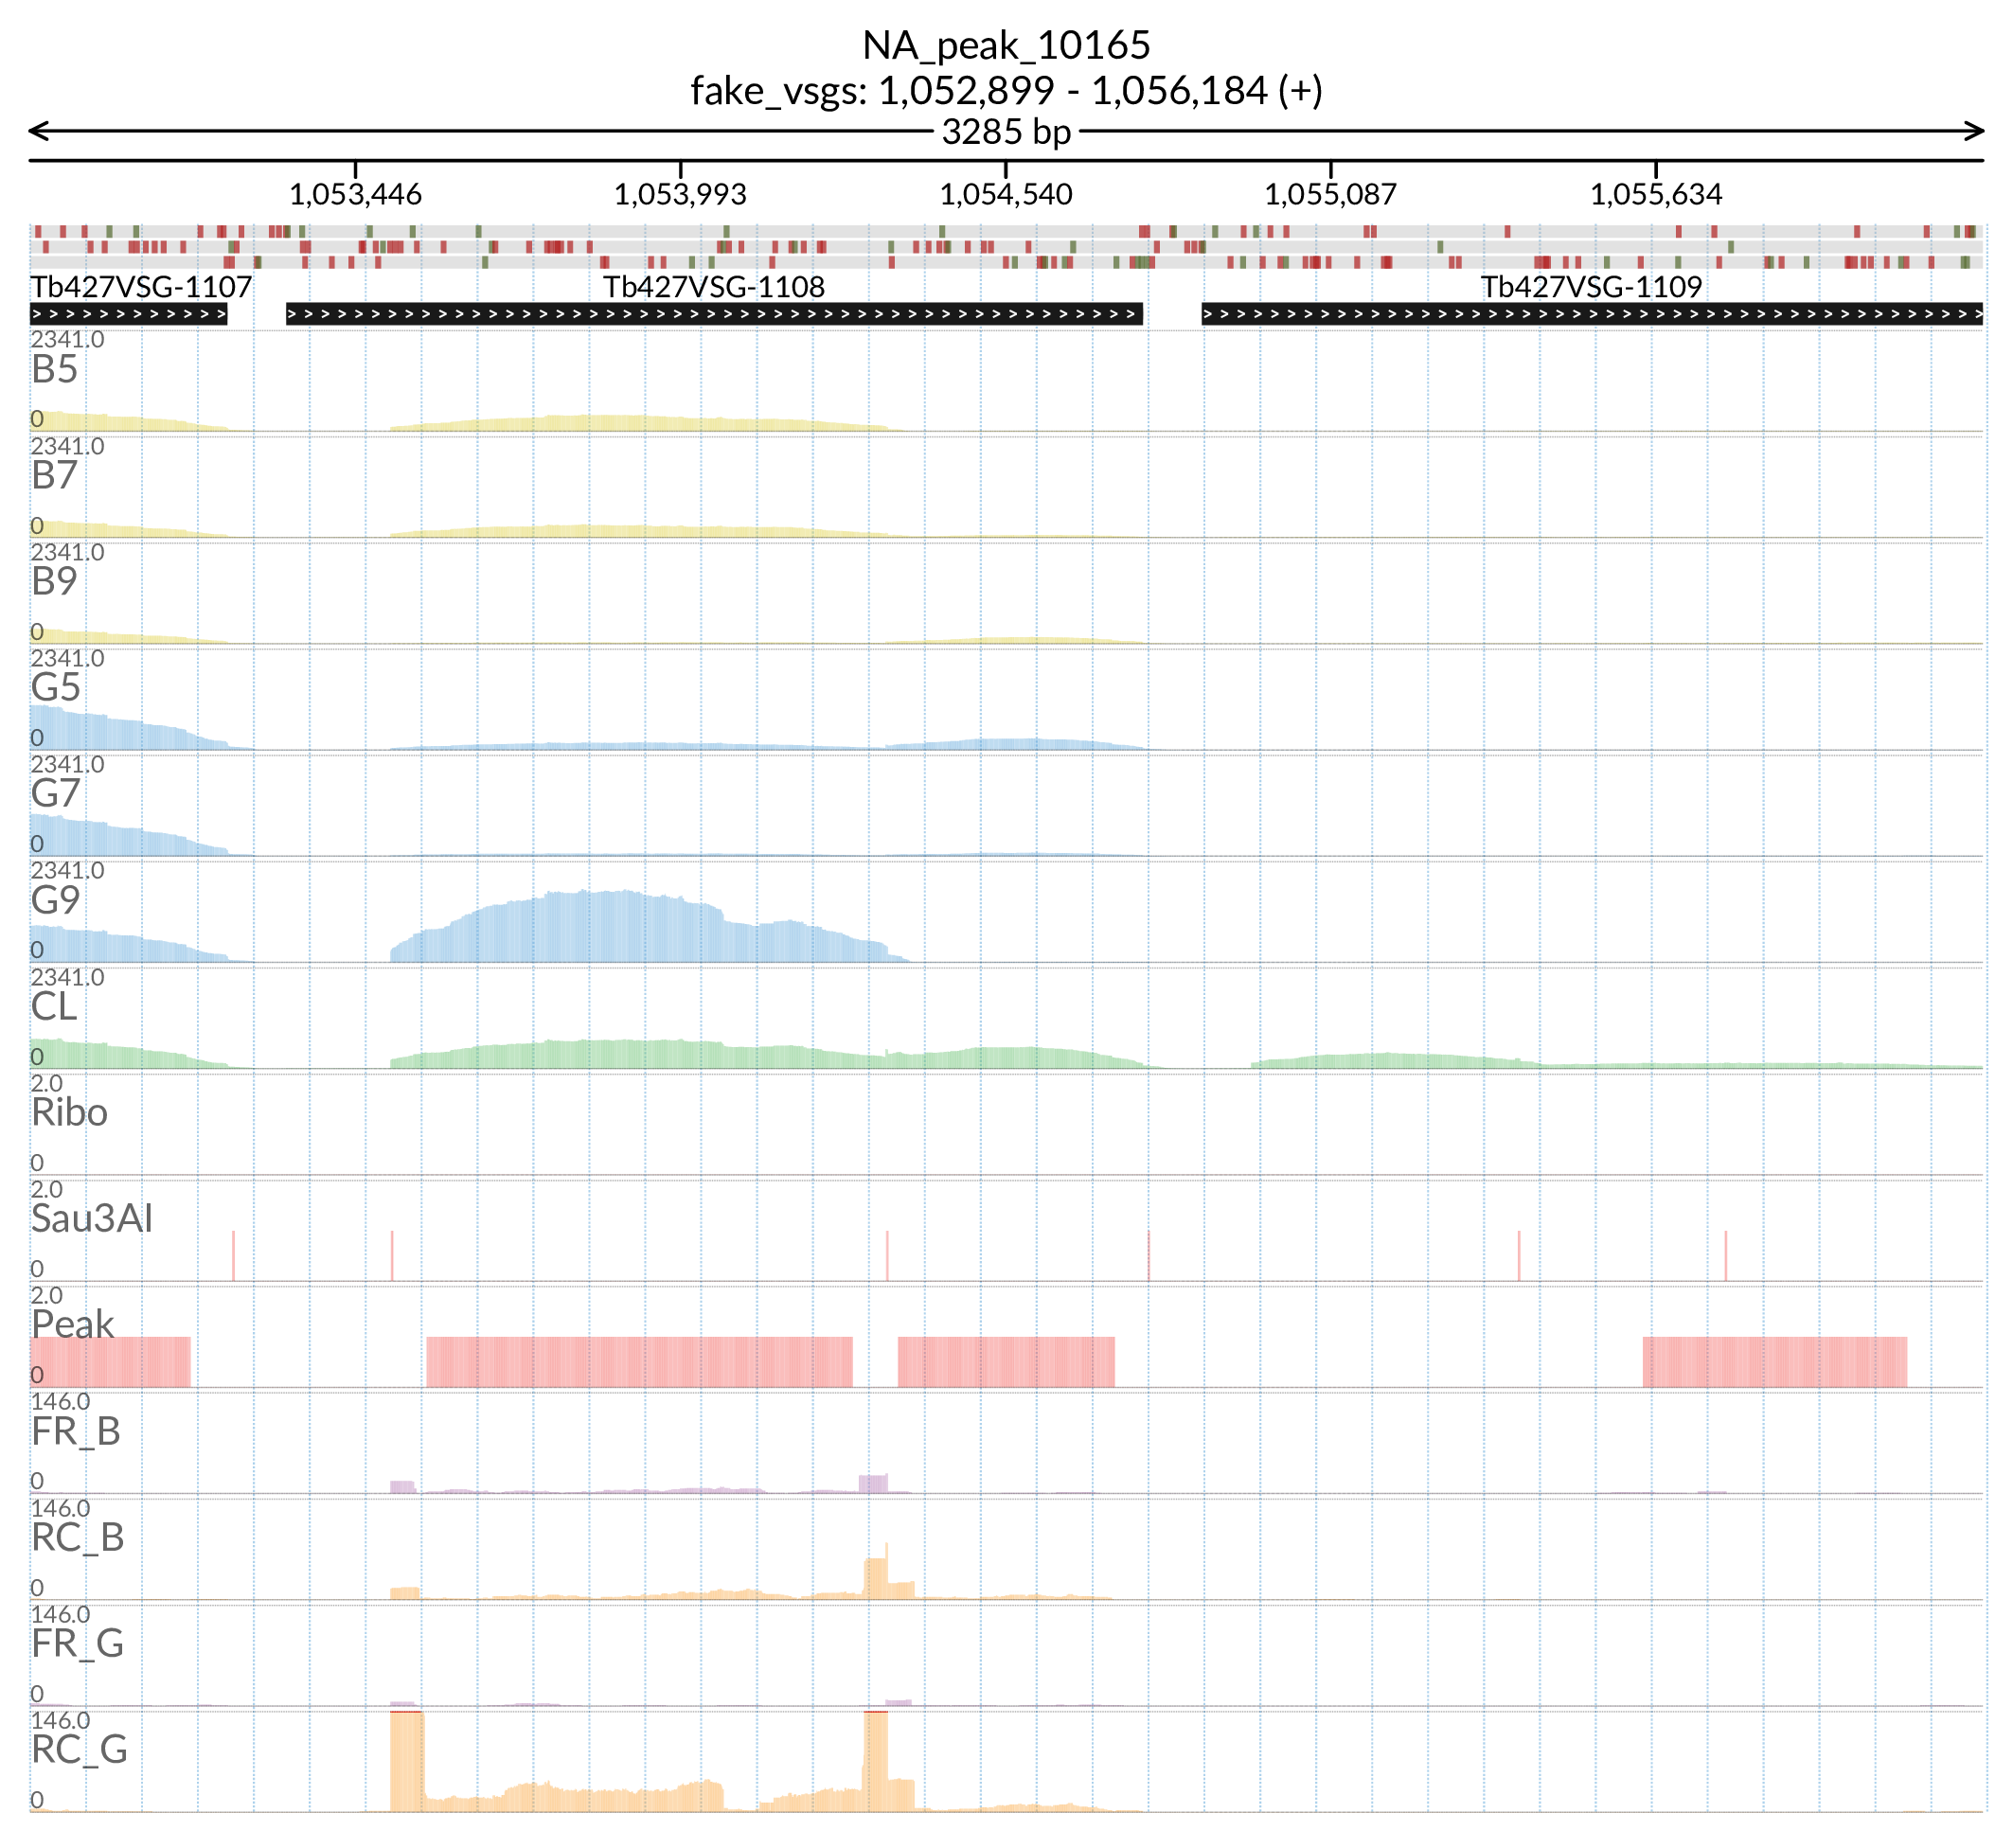 NA_peak_10165
fake_vsgs: 1,052,899 - 1,056,184 (+)
3285 bp
1,053,446 1,053,993 1,054,540 1,055,087 1,055,634
Tb427VSG-1107 Tb427VSG-1108 Tb427VSG-1109
2341.0
B5
0
2341.0
B7
0
2341.0
B9
0
2341.0
G5
0
2341.0
G7
0
2341.0
G9
0
2341.0
CL
0
2.0
Ribo
0
2.0
Sau3AI
0
2.0
Peak
0
146.0
FR_B
0
146.0
RC_B
0
146.0
FR_G
0
146.0
RC_G
0